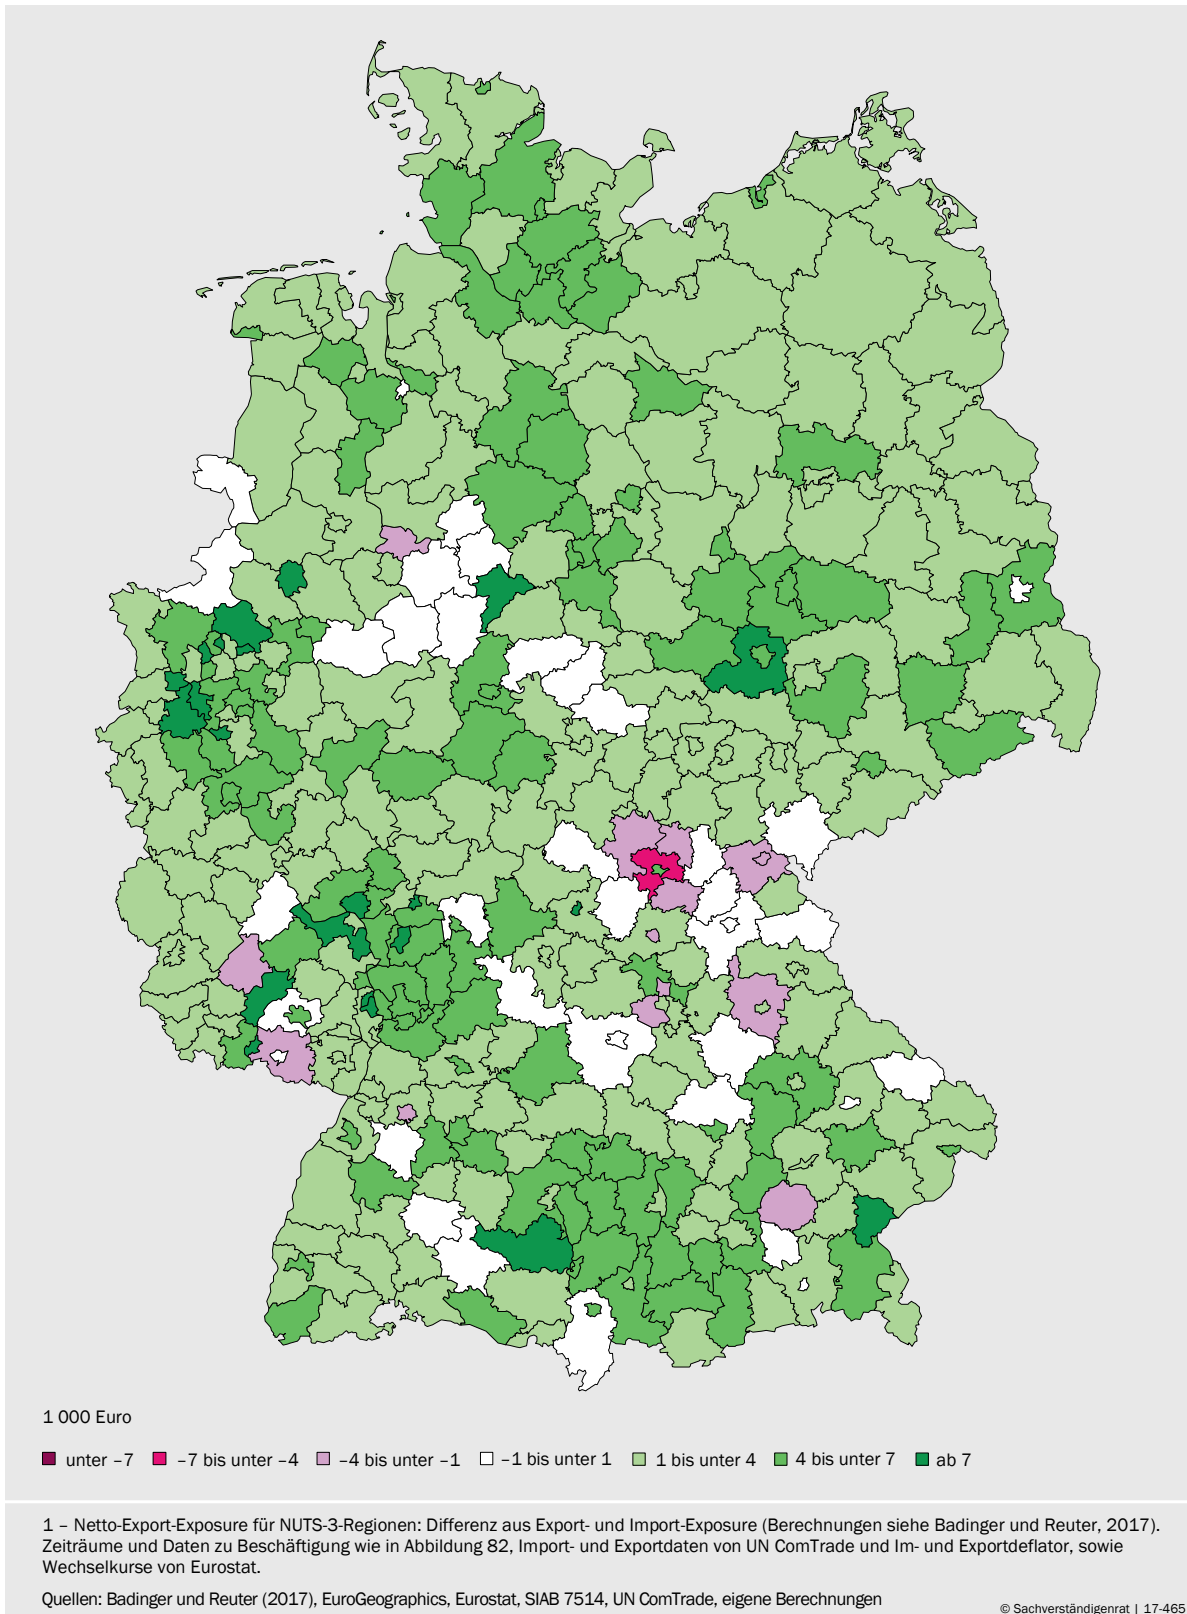 1 000 Euro
unter –7 –7 bis unter –4 –4 bis unter –1 –1 bis unter 1 1 bis unter 4 4 bis unter 7 ab 7
1 – Netto-Export-Exposure für NUTS-3-Regionen: Differenz aus Export- und Import-Exposure (Berechnungen siehe Badinger und Reuter, 2017).
Zeiträume und Daten zu Beschäftigung wie in Abbildung 82, Import- und Exportdaten von UN ComTrade und Im- und Exportdeflator, sowie
Wechselkurse von Eurostat.
Quellen: Badinger und Reuter (2017), EuroGeographics, Eurostat, SIAB 7514, UN ComTrade, eigene Berechnungen
© Sachverständigenrat | 17-465